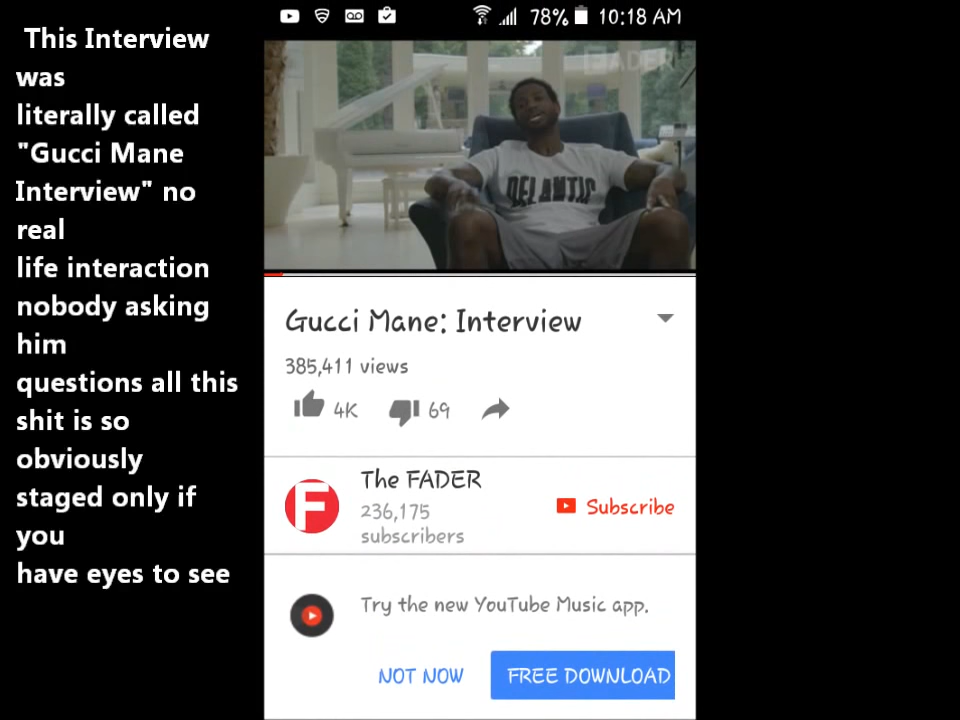 This Interview
was
literally called
"Gucci Mane
Interview" no
real
life interaction
nobody asking
him
questions all this
shit is so
obviously
staged only if
you
have eyes to see
78% 10:18 AM
FADER
DELANTIC
Gucci Mane: Interview
385,411 views
4K 69
F
The FADER
236,175
subscribers
Subscribe
Try the new YouTube Music app.
NOT NOW FREE DOWNLOAD